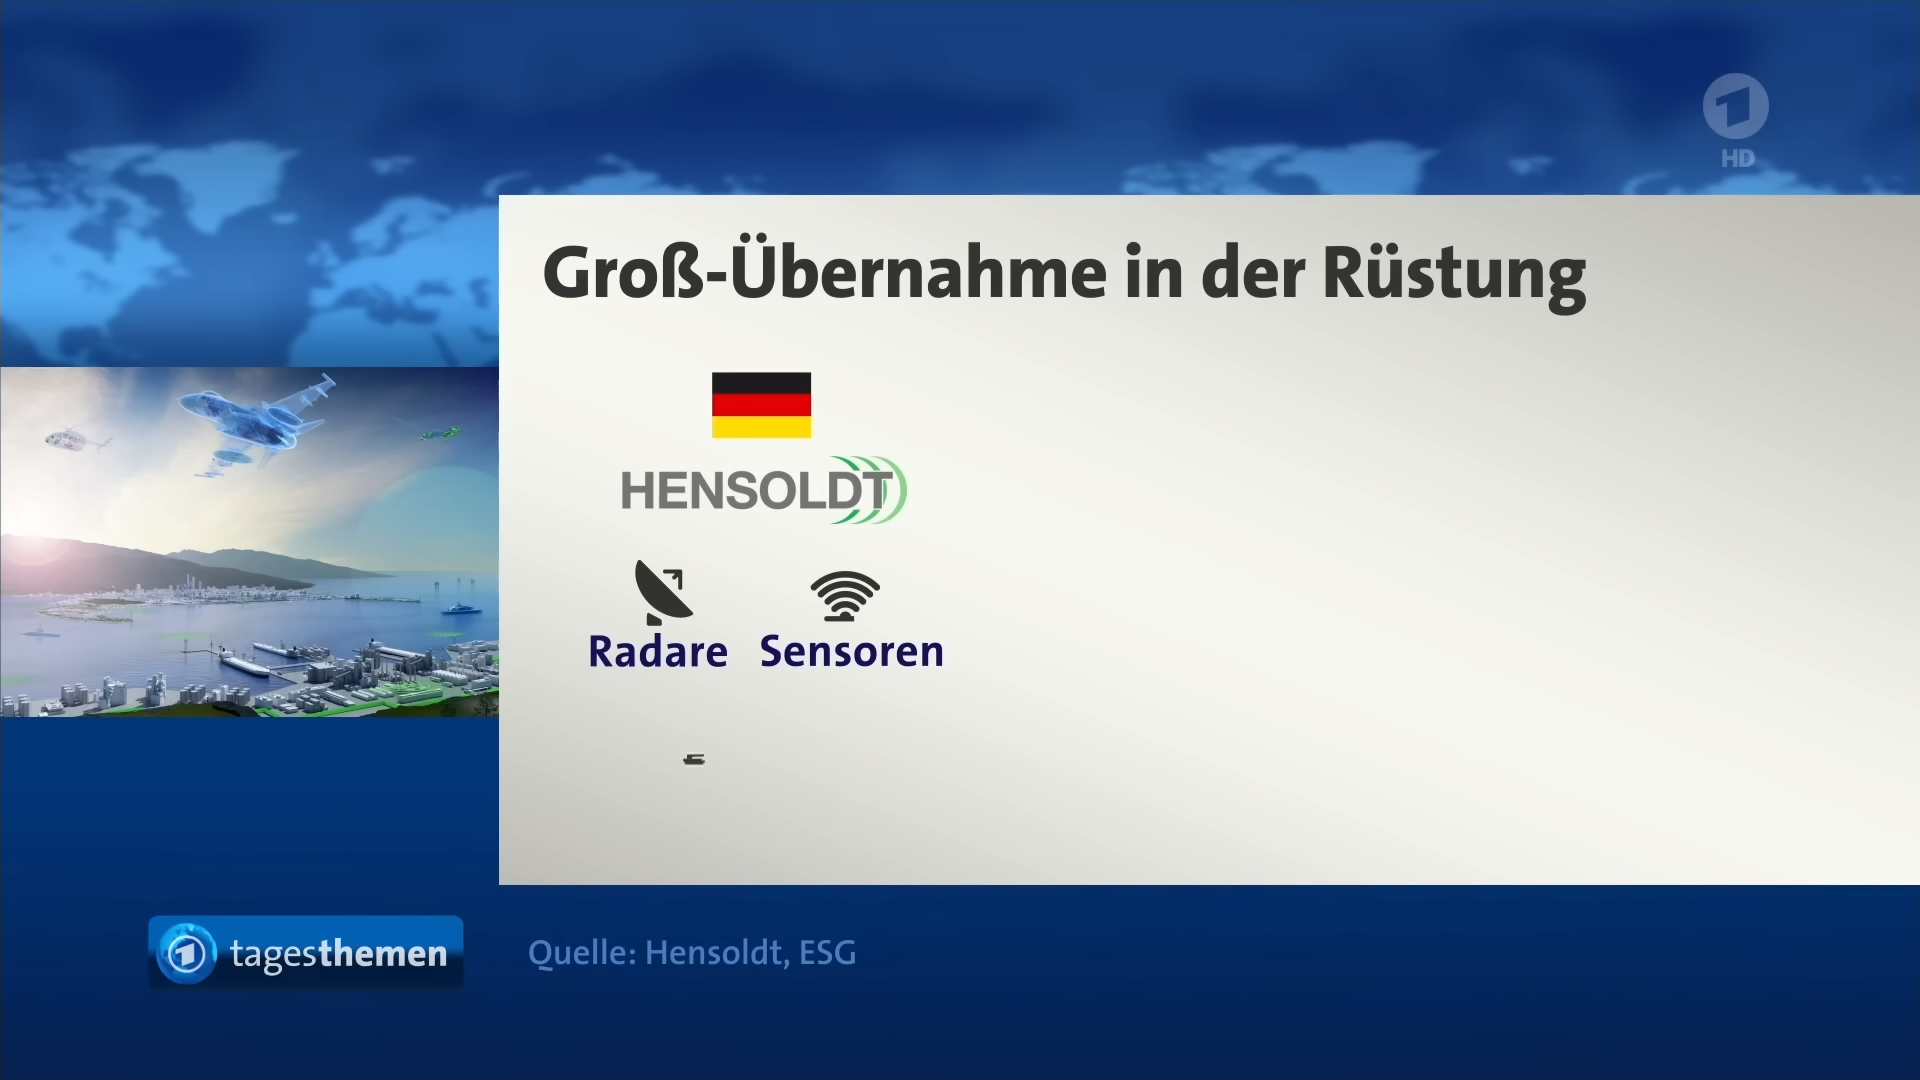 HD
Groß-Übernahme in der Rüstung
HENSOLDT
Radare Sensoren
tagesthemen
Quelle: Hensoldt, ESG